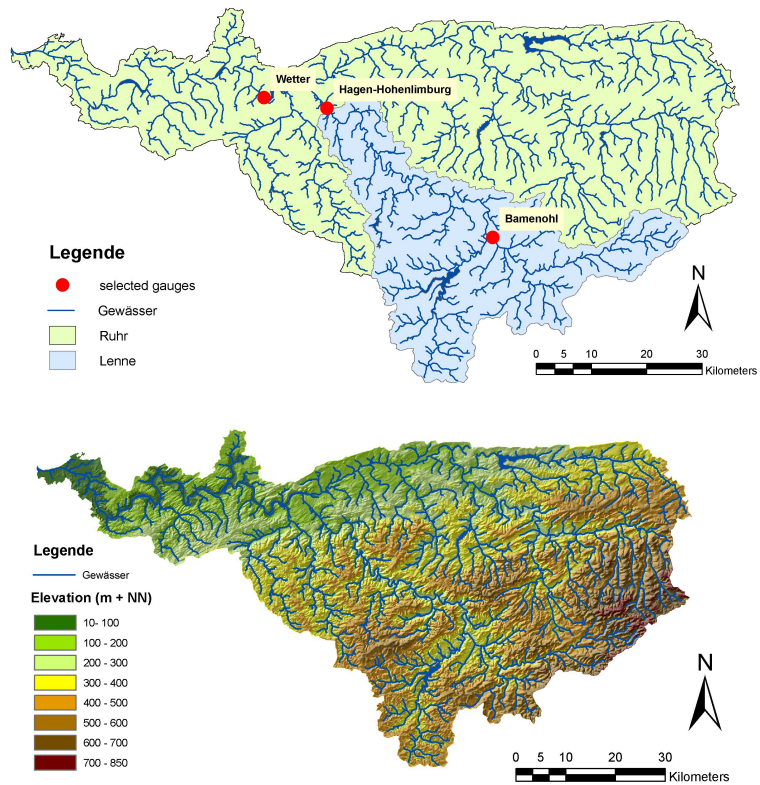 Wetter
Hagen-Hohenlimburg
Bamenohl
Legende
selected gauges
Gewässer
Ruhr
Lenne
N
0 5 10 20 30
Kilometers
Legende
Gewässer
Elevation (m + NN)
10- 100
100 - 200
200 - 300
300 - 400
400 - 500
500 - 600
600 - 700
700 - 850
N
0 5 10 20 30
Kilometers